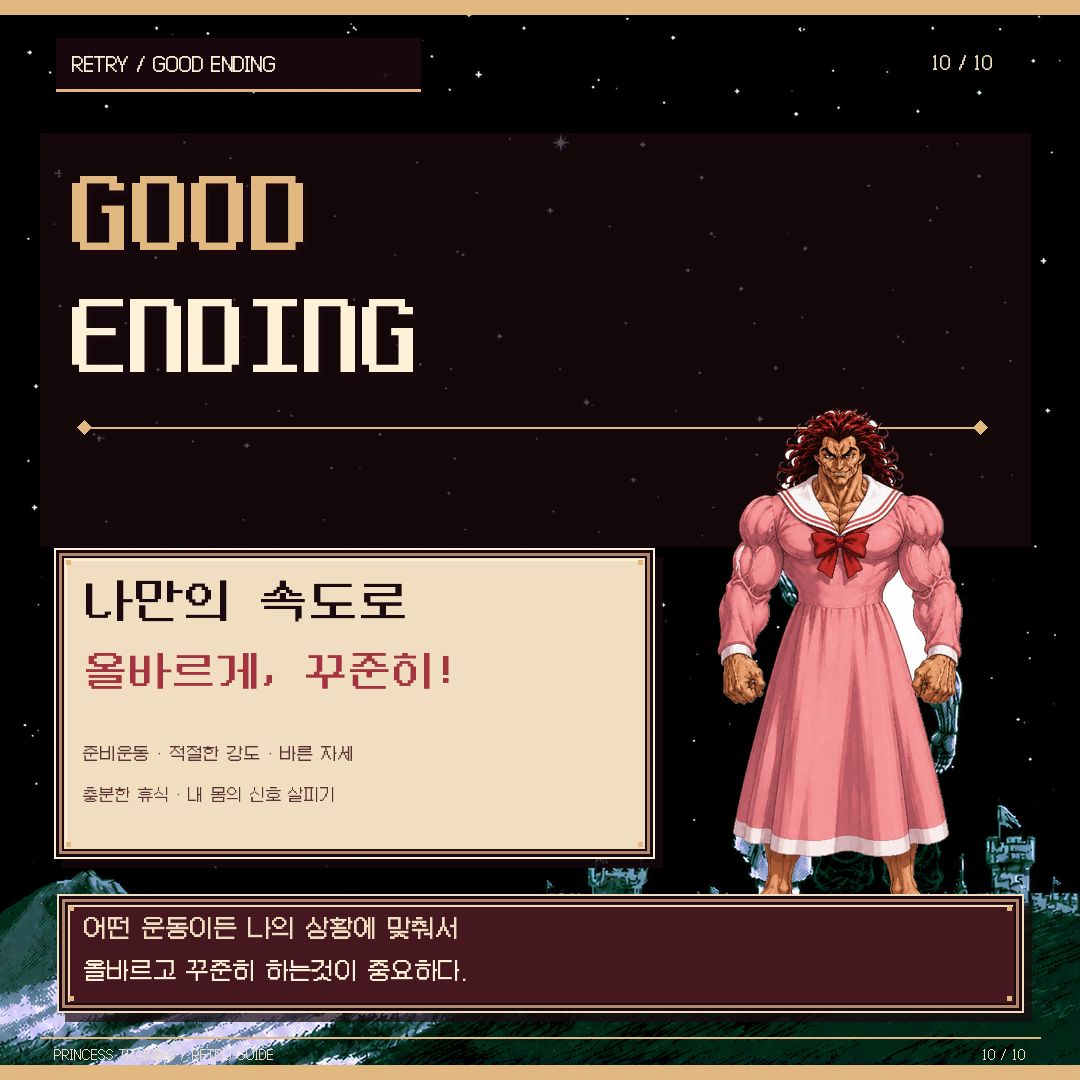 RETRY / GOOD ENDING
10 / 10
GOOD
ENDING
나만의 속도로
올바르게, 꾸준히!
준비운동 · 적절한 강도 · 바른 자세
충분한 휴식 · 내 몸의 신호 살피기
어떤 운동이든 나의 상황에 맞춰서
올바르고 꾸준히 하는것이 중요하다.
PRINCESS TRAINING / RETRO GUIDE
10 / 10